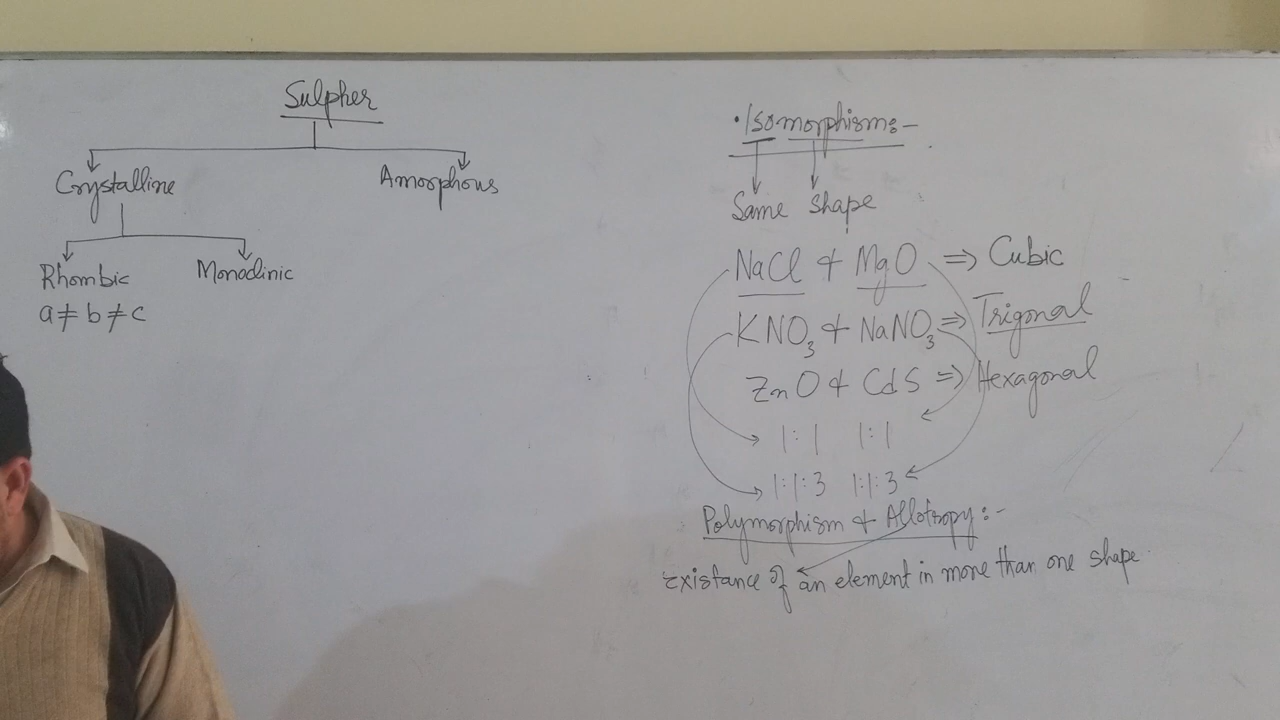 Sulpher
Crystalline Amorphous
Rhombic Monoclinic
a ≠ b ≠ c
• Isomorphism:-
Same shape
NaCl & MgO ⇒ Cubic
KNO₃ & NaNO₃ ⇒ Trigonal
ZnO & CdS ⇒ Hexagonal
1:1 1:1
1:1:3 1:1:3
Polymorphism & Allotropy:-
Existance of an element in more than one shape.